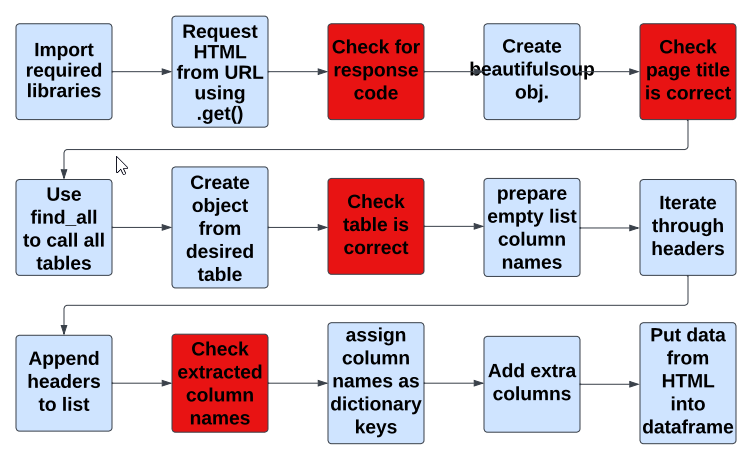 Import
required
libraries
Request
HTML
from URL
using
.get()
Check for
response
code
Create
beautifulsoup
obj.
Check
page title
is correct
Use
find_all
to call all
tables
Create
object
from
desired
table
Check
table is
correct
prepare
empty list
column
names
Iterate
through
headers
Append
headers
to list
Check
extracted
column
names
assign
column
names as
dictionary
keys
Add extra
columns
Put data
from
HTML
into
dataframe